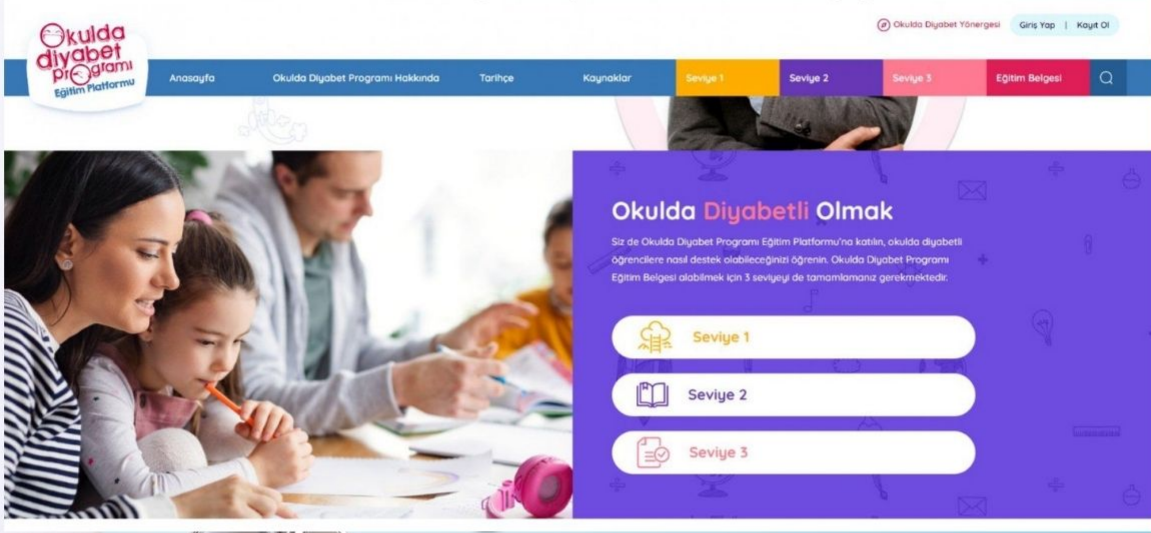 Okulda
diyabet
programı
Eğitim Platformu
Okulda Diyabet Yönergesi
Giriş Yap | Kayıt Ol
Anasayfa
Okulda Diyabet Programı Hakkında
Tarihçe
Kaynaklar
Seviye 1
Seviye 2
Seviye 3
Eğitim Belgesi
Okulda Diyabetli Olmak
Siz de Okulda Diyabet Programı Eğitim Platformu'na katılın, okulda diyabetli
öğrencilere nasıl destek olabileceğinizi öğrenin. Okulda Diyabet Programı
Eğitim Belgesi alabilmek için 3 seviyeyi de tamamlamanız gerekmektedir.
Seviye 1
Seviye 2
Seviye 3